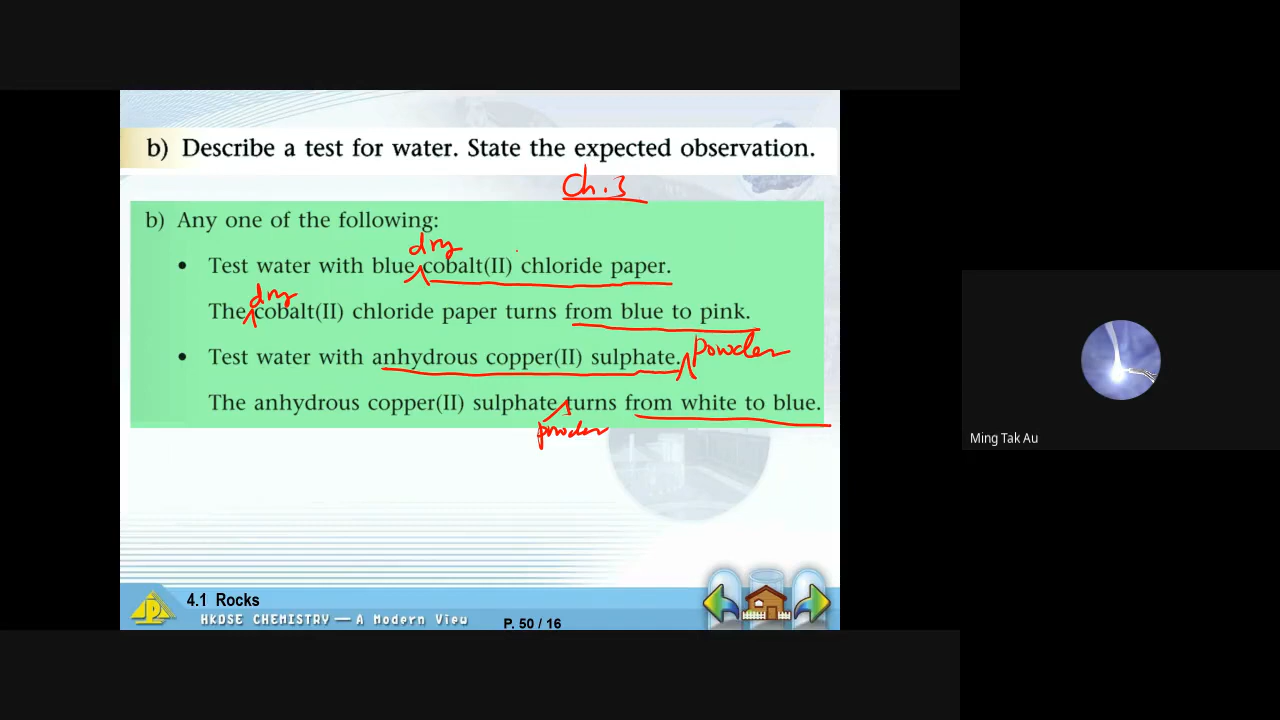 b) Describe a test for water. State the expected observation.
Ch.3
b) Any one of the following:
dry
• Test water with blue cobalt(II) chloride paper.
dry
The cobalt(II) chloride paper turns from blue to pink.
powder
• Test water with anhydrous copper(II) sulphate.
The anhydrous copper(II) sulphate turns from white to blue.
powder
Ming Tak Au
4.1 Rocks
HKDSE CHEMISTRY — A Modern View
P. 50 / 16